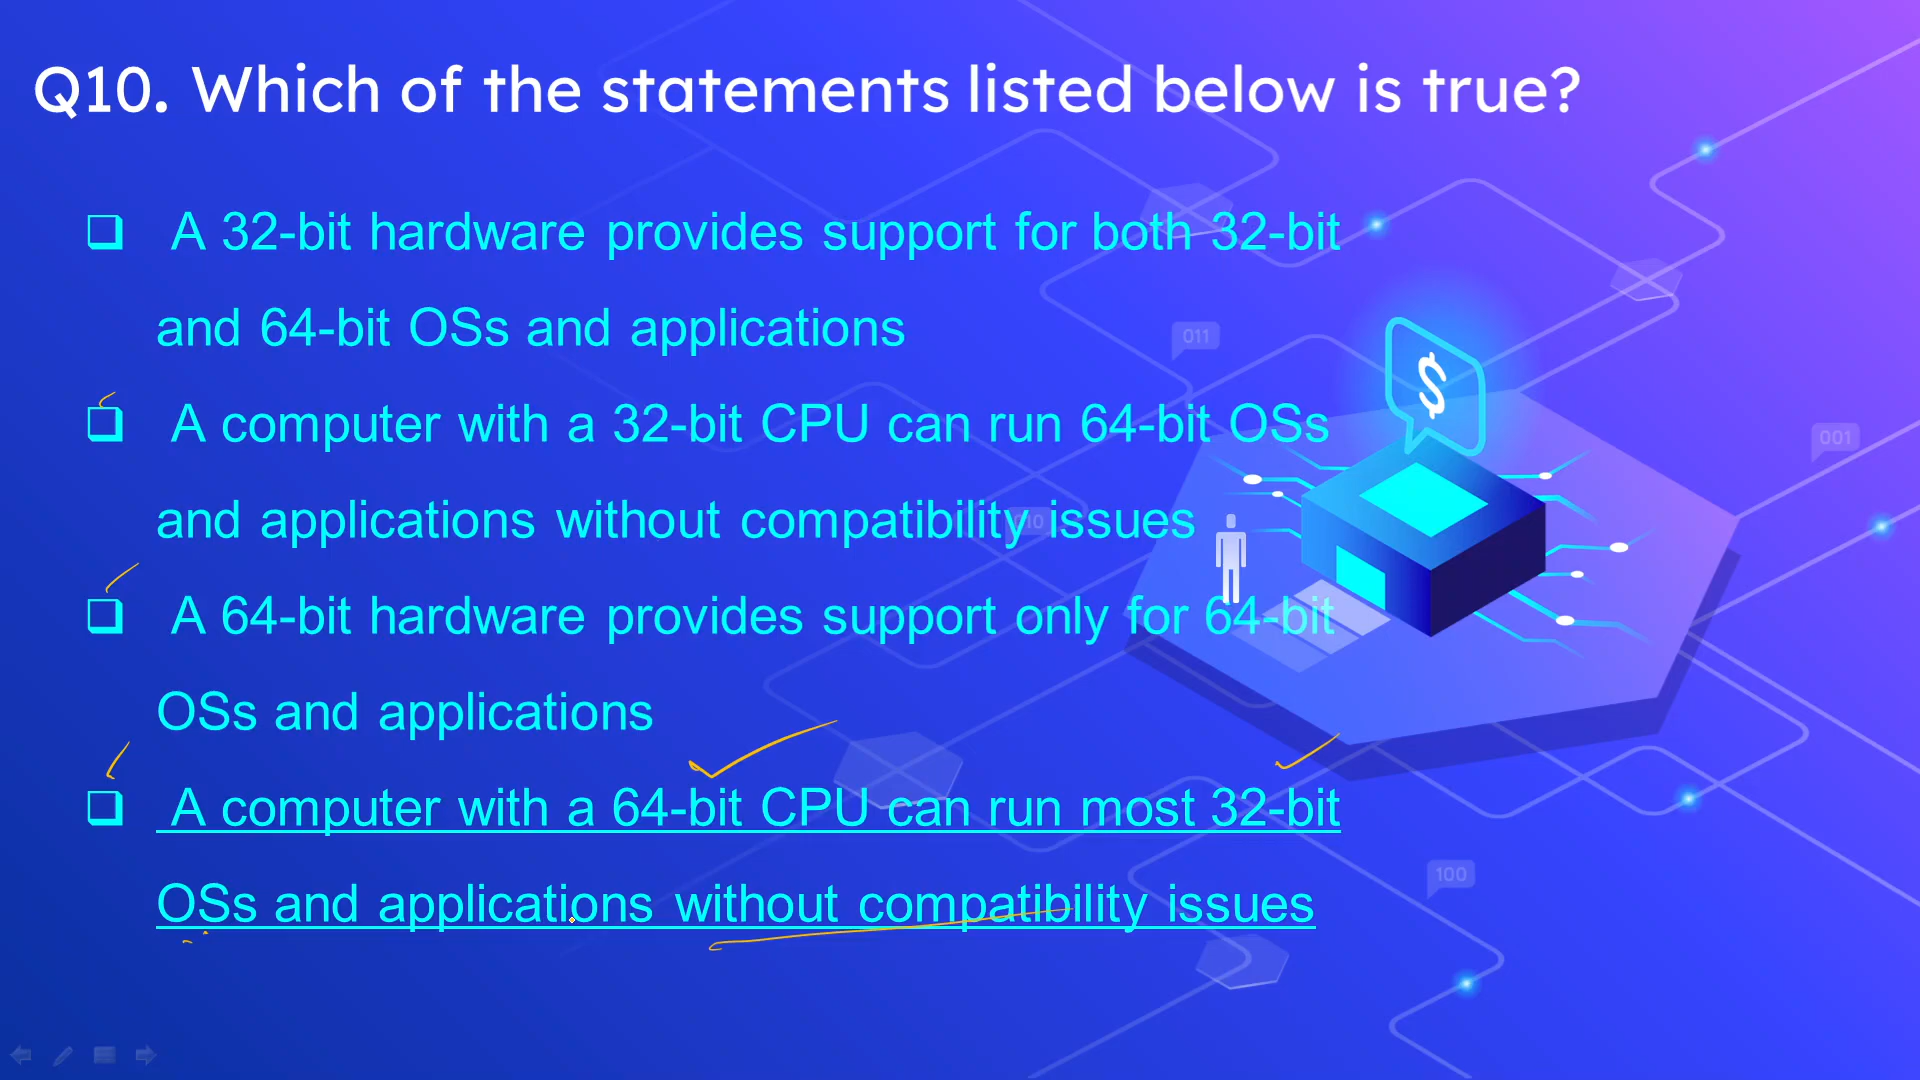 Q10. Which of the statements listed below is true?
A 32-bit hardware provides support for both 32-bit
and 64-bit OSs and applications
011
$
A computer with a 32-bit CPU can run 64-bit OSs
001
and applications without compatibility issues
010
A 64-bit hardware provides support only for 64-bit
OSs and applications
A computer with a 64-bit CPU can run most 32-bit
100
OSs and applications without compatibility issues